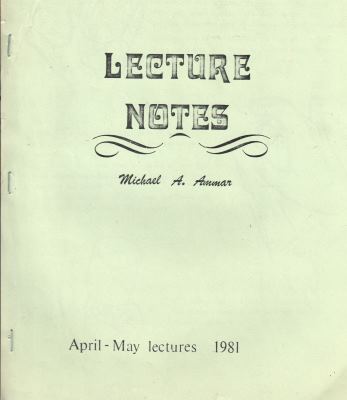 LECTURE
NOTES
Michael A. Ammar
April - May lectures 1981